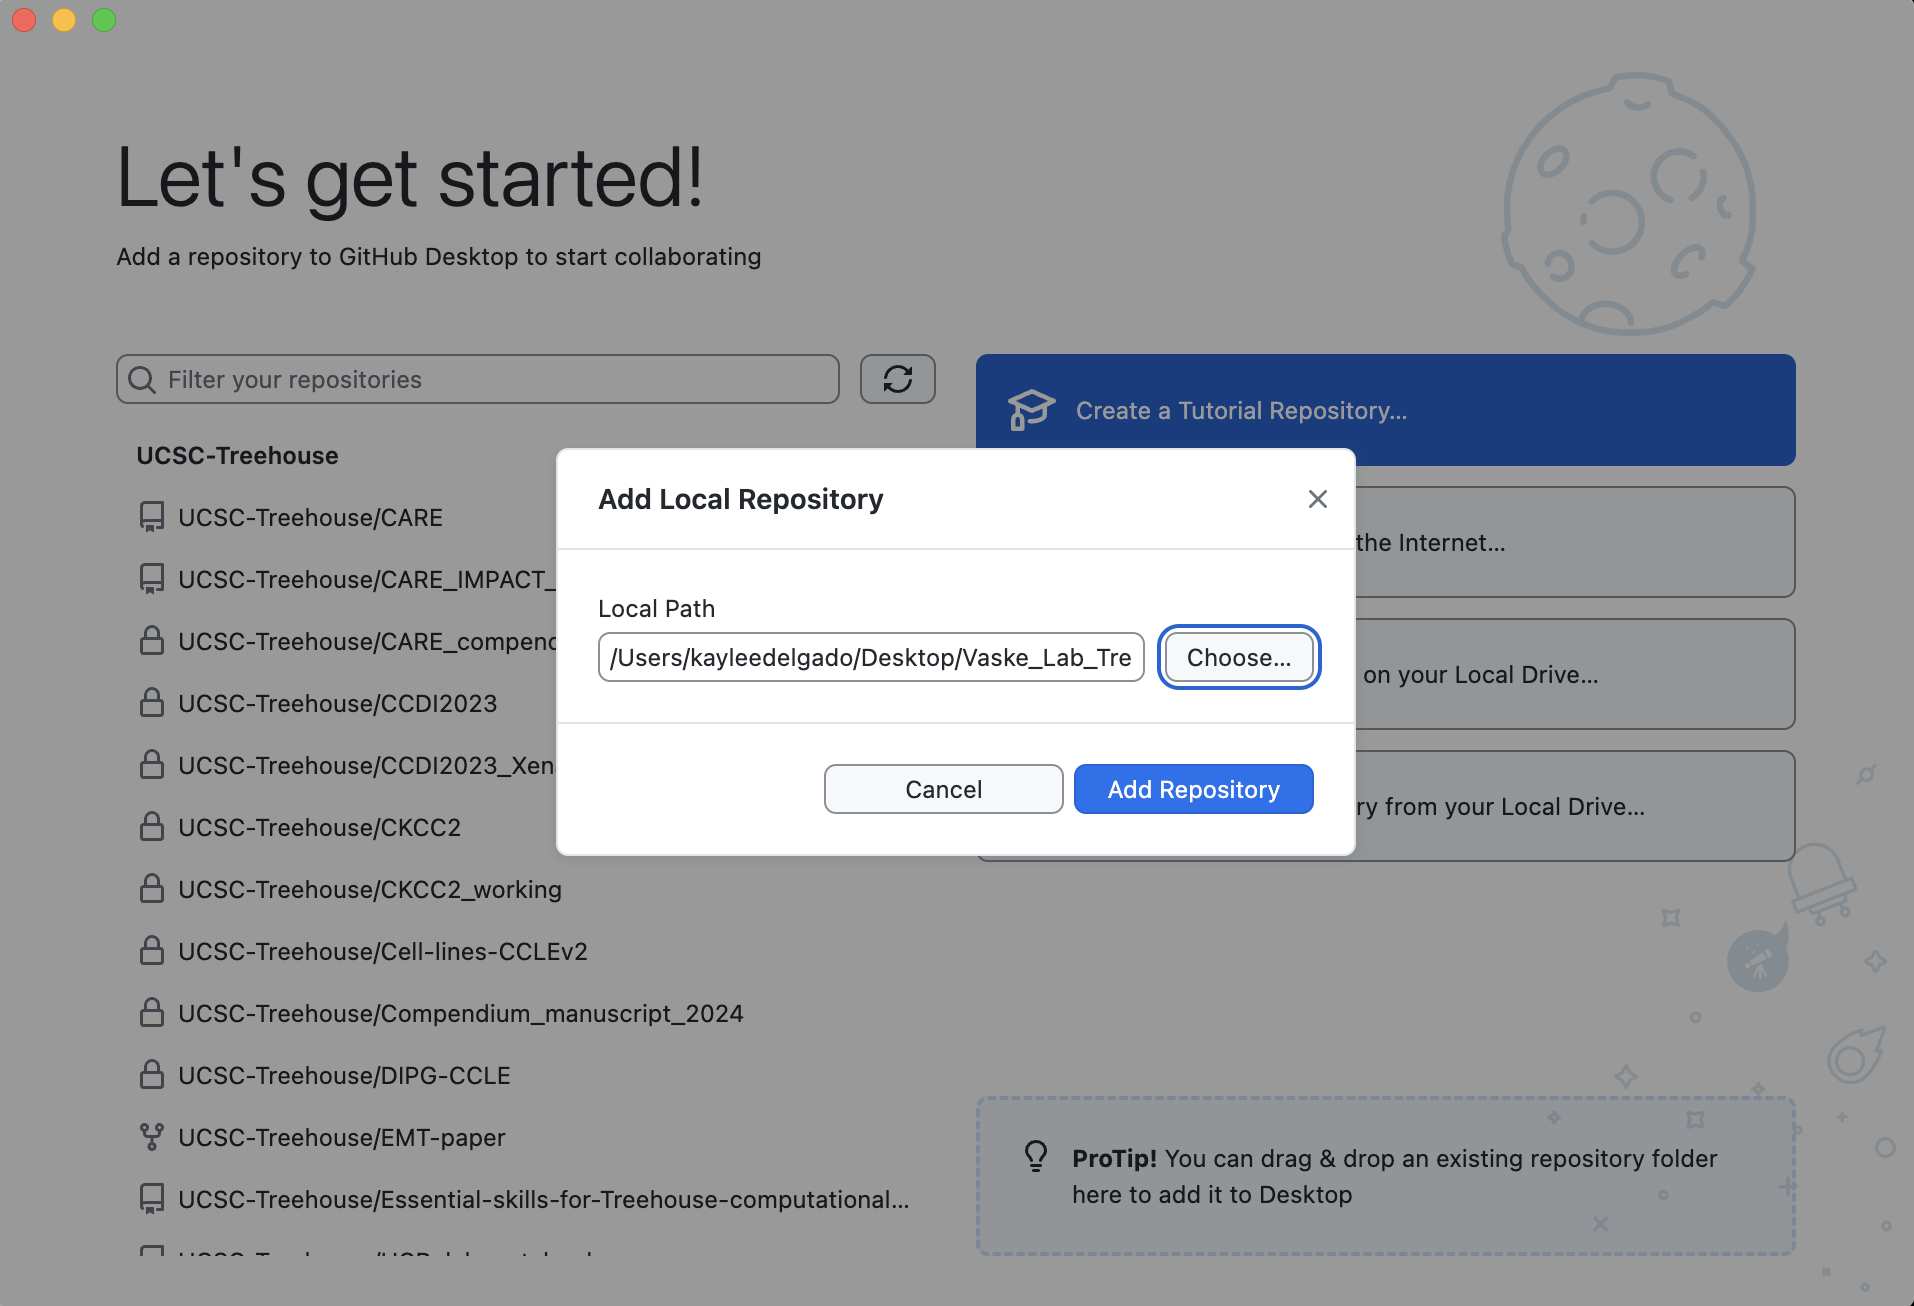 Let's get started!
Add a repository to GitHub Desktop to start collaborating
Filter your repositories
UCSC-Treehouse
UCSC-Treehouse/CARE
UCSC-Treehouse/CARE_IMPACT_
UCSC-Treehouse/CARE_compend
UCSC-Treehouse/CCDI2023
UCSC-Treehouse/CCDI2023_Xena
UCSC-Treehouse/CKCC2
UCSC-Treehouse/CKCC2_working
UCSC-Treehouse/Cell-lines-CCLEv2
UCSC-Treehouse/Compendium_manuscript_2024
UCSC-Treehouse/DIPG-CCLE
UCSC-Treehouse/EMT-paper
UCSC-Treehouse/Essential-skills-for-Treehouse-computational...
Create a Tutorial Repository...
the Internet...
on your Local Drive...
ry from your Local Drive...
Add Local Repository
Local Path
/Users/kayleedelgado/Desktop/Vaske_Lab_Tre
Choose...
Cancel
Add Repository
ProTip! You can drag & drop an existing repository folder
here to add it to Desktop